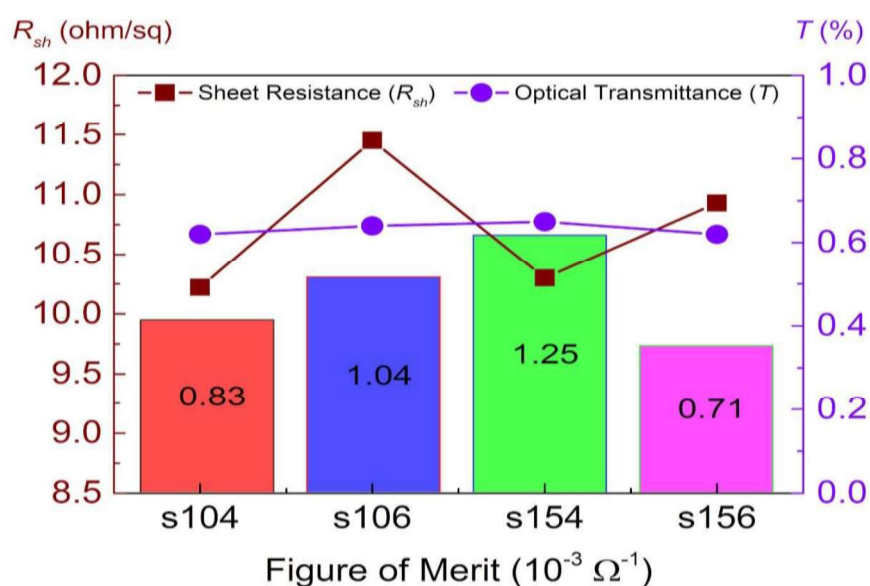 R_sh (ohm/sq) T (%)
12.0 1.0
Sheet Resistance (R_sh) Optical Transmittance (T)
11.5
0.8
11.0
10.5 0.6
10.0
0.4
9.5
0.83 1.04 1.25 0.71
9.0 0.2
8.5 0.0
s104 s106 s154 s156
Figure of Merit (10⁻³ Ω⁻¹)